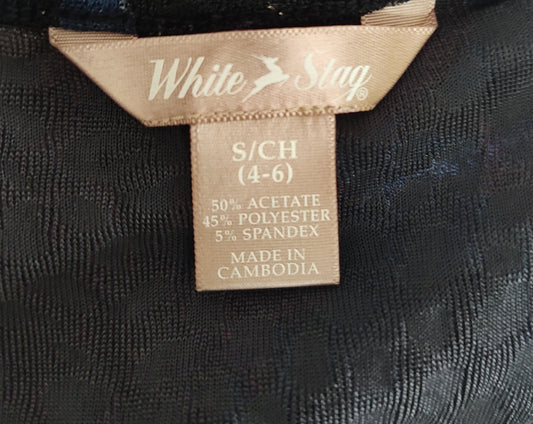 White Stag®
S/CH
(4-6)
50% ACETATE
45% POLYESTER
5% SPANDEX
MADE IN
CAMBODIA